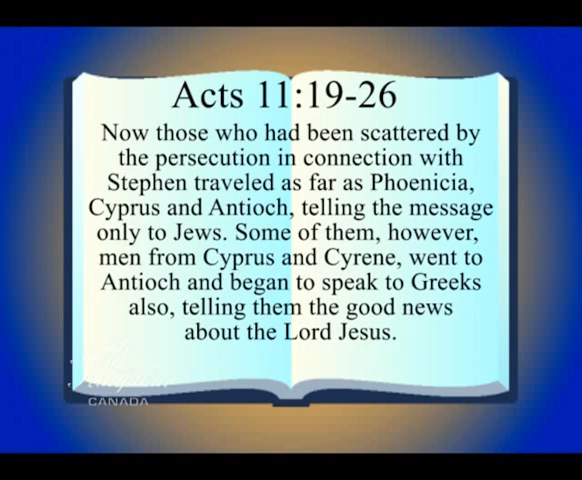 Acts 11:19-26
Now those who had been scattered by
the persecution in connection with
Stephen traveled as far as Phoenicia,
Cyprus and Antioch, telling the message
only to Jews. Some of them, however,
men from Cyprus and Cyrene, went to
Antioch and began to speak to Greeks
also, telling them the good news
about the Lord Jesus.
CANADA